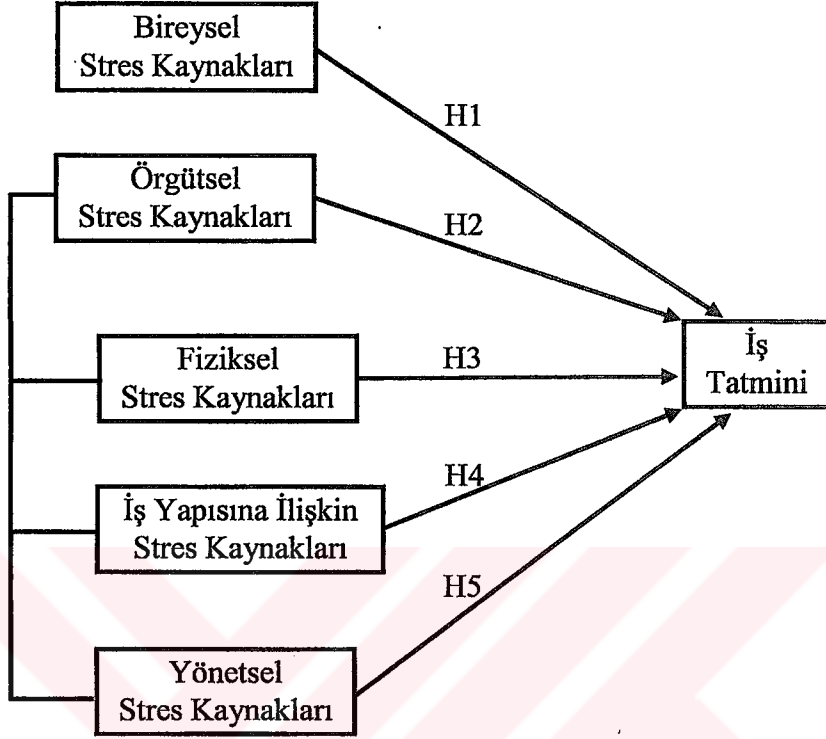 Bireysel
Stres Kaynakları
H1
Örgütsel
Stres Kaynakları
H2
Fiziksel
Stres Kaynakları
H3
İş
Tatmini
İş Yapısına İlişkin
Stres Kaynakları
H4
H5
Yönetsel
Stres Kaynakları